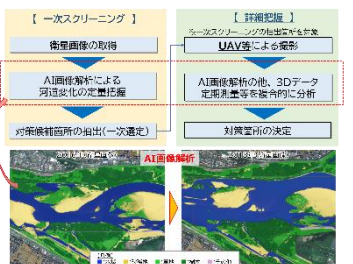 【 一次スクリーニング 】
衛星画像の取得
AI画像解析による
河道変化の定量把握
対策候補箇所の抽出(一次選定)
【 詳細把握 】
※一次スクリーニングの抽出箇所を対象
UAV等による撮影
AI画像解析の他、3Dデータ
定期測量等を複合的に分析
対策箇所の決定
AI画像解析